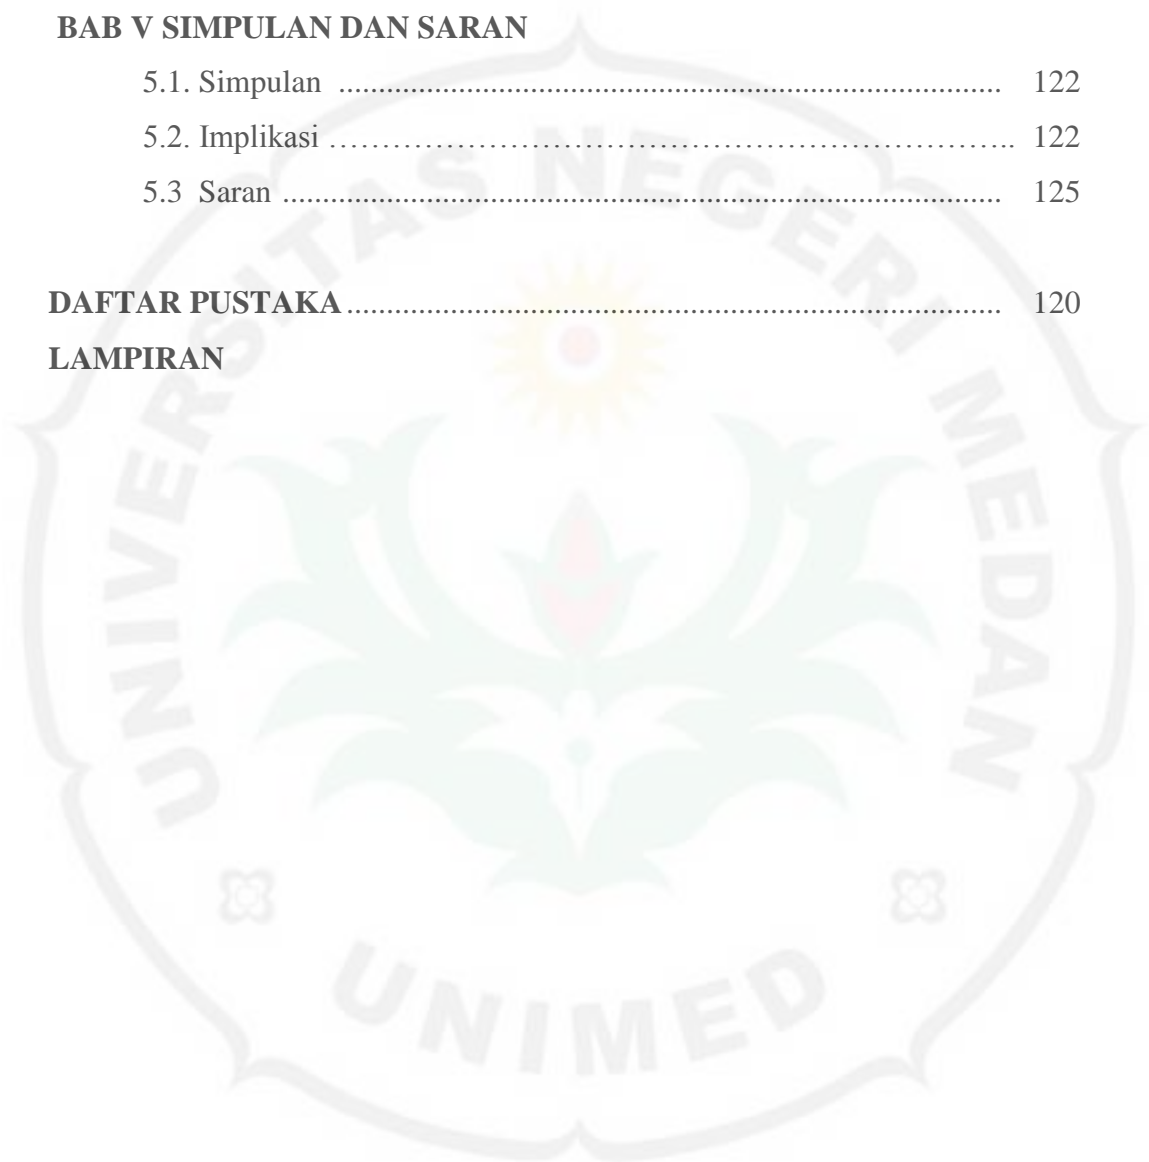 BAB V SIMPULAN DAN SARAN
5.1. Simpulan ............................................................................... 122
5.2. Implikasi ……………………………………………………….. 122
5.3 Saran ...................................................................................... 125
DAFTAR PUSTAKA.............................................................................. 120
LAMPIRAN
UNIVERSITAS NEGERI MEDAN
UNIMED